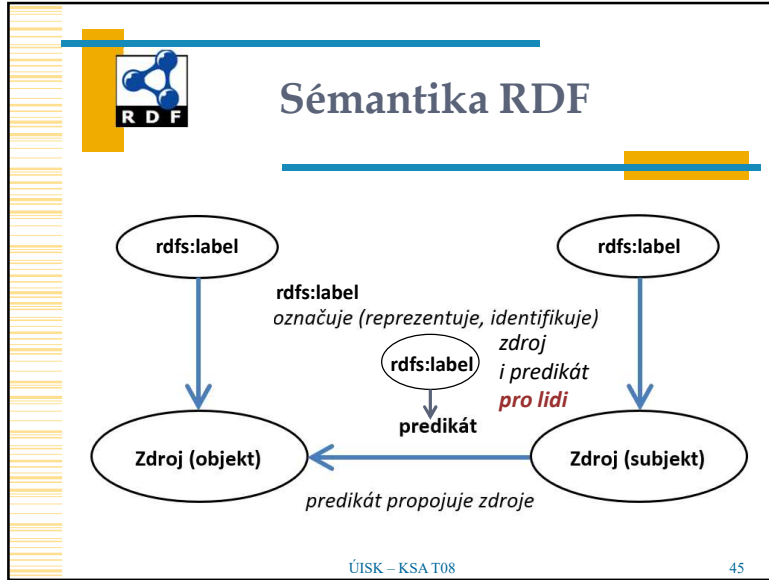 R D F
Sémantika RDF
rdfs:label
rdfs:label
rdfs:label
označuje (reprezentuje, identifikuje)
zdroj
i predikát
pro lidi
rdfs:label
predikát
Zdroj (objekt)
Zdroj (subjekt)
predikát propojuje zdroje
ÚISK – KSA T08
45